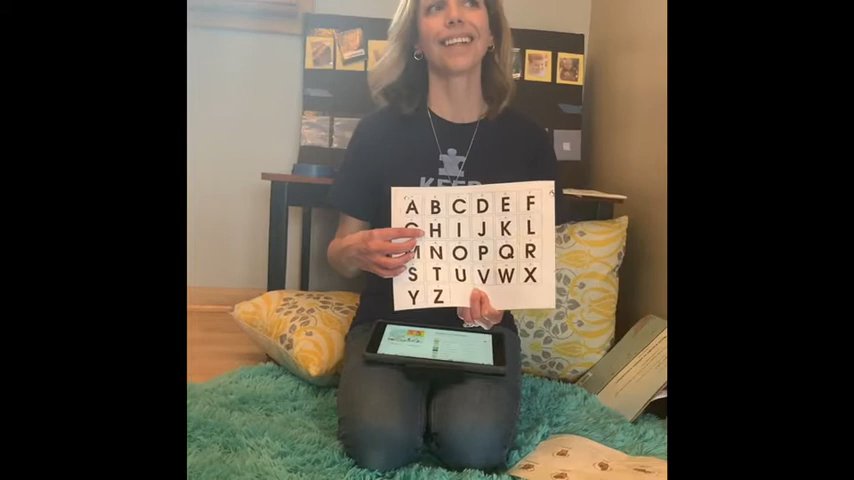 KEEP
A B C D E F
G H I J K L
M N O P Q R
S T U V W X
Y Z